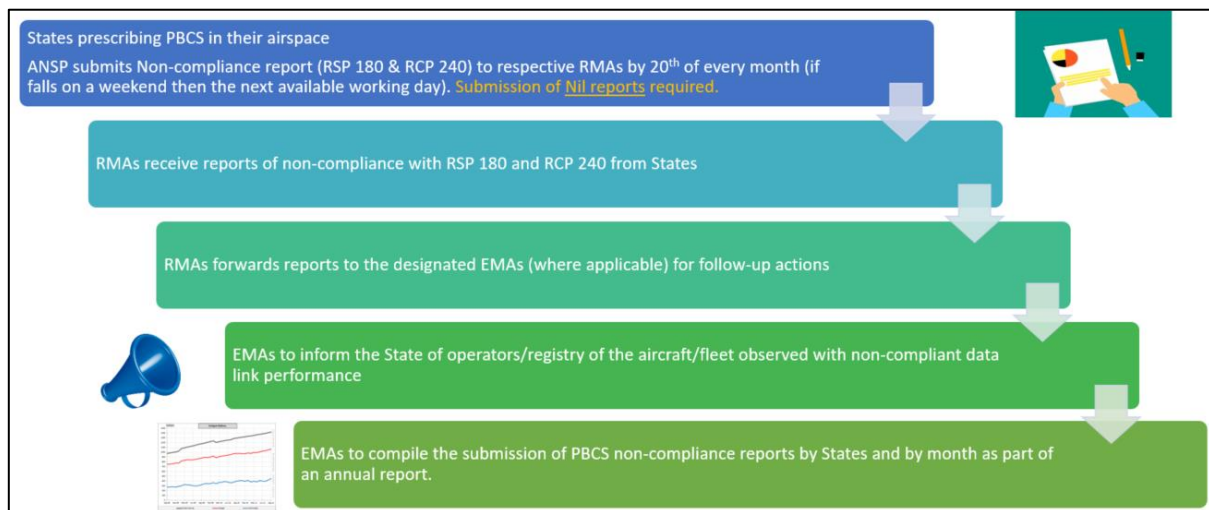 States prescribing PBCS in their airspace
ANSP submits Non-compliance report (RSP 180 & RCP 240) to respective RMAs by 20th of every month (if
falls on a weekend then the next available working day). Submission of Nil reports required.
RMAs receive reports of non-compliance with RSP 180 and RCP 240 from States
RMAs forwards reports to the designated EMAs (where applicable) for follow-up actions
EMAs to inform the State of operators/registry of the aircraft/fleet observed with non-compliant data
link performance
EMAs to compile the submission of PBCS non-compliance reports by States and by month as part of
an annual report.